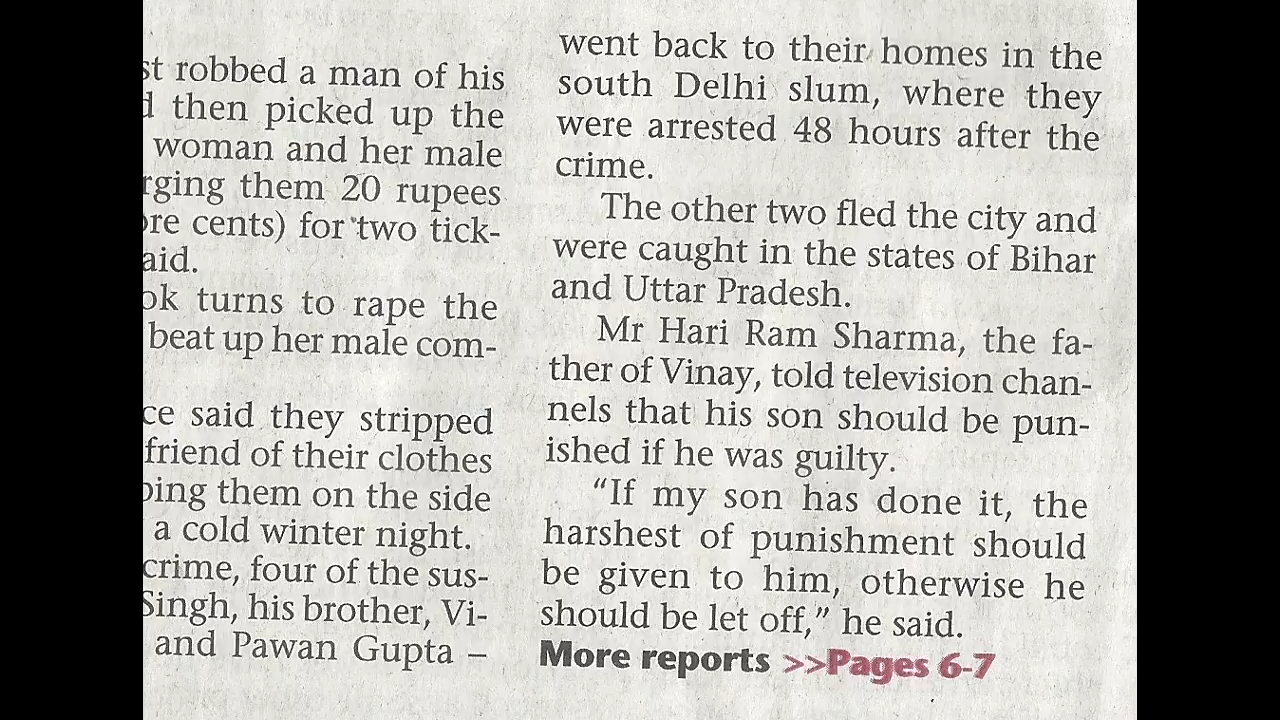 st robbed a man of his
then picked up the
woman and her male
rging them 20 rupees
re cents) for two tick-
aid.
ok turns to rape the
beat up her male com-
ce said they stripped
friend of their clothes
ping them on the side
a cold winter night.
crime, four of the sus-
Singh, his brother, Vi-
and Pawan Gupta –
went back to their homes in the
south Delhi slum, where they
were arrested 48 hours after the
crime.
The other two fled the city and
were caught in the states of Bihar
and Uttar Pradesh.
Mr Hari Ram Sharma, the fa-
ther of Vinay, told television chan-
nels that his son should be pun-
ished if he was guilty.
“If my son has done it, the
harshest of punishment should
be given to him, otherwise he
should be let off,” he said.
More reports >>Pages 6-7